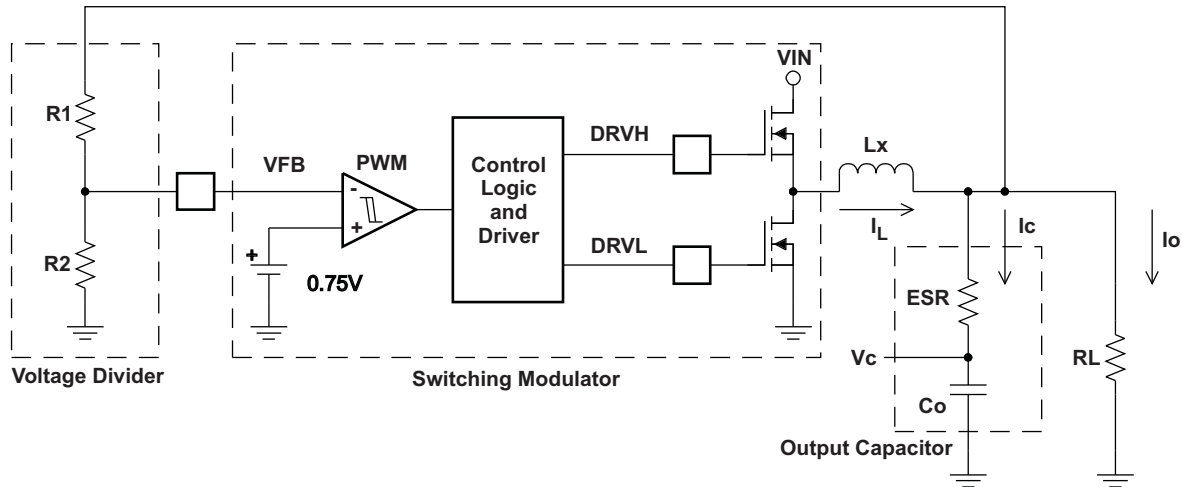 VIN
R1
DRVH
Lx
VFB
PWM
Control
Logic
and
Driver
-
+
IL
Ic
Io
R2
+
DRVL
0.75V
ESR
Vc
RL
Co
Voltage Divider
Switching Modulator
Output Capacitor